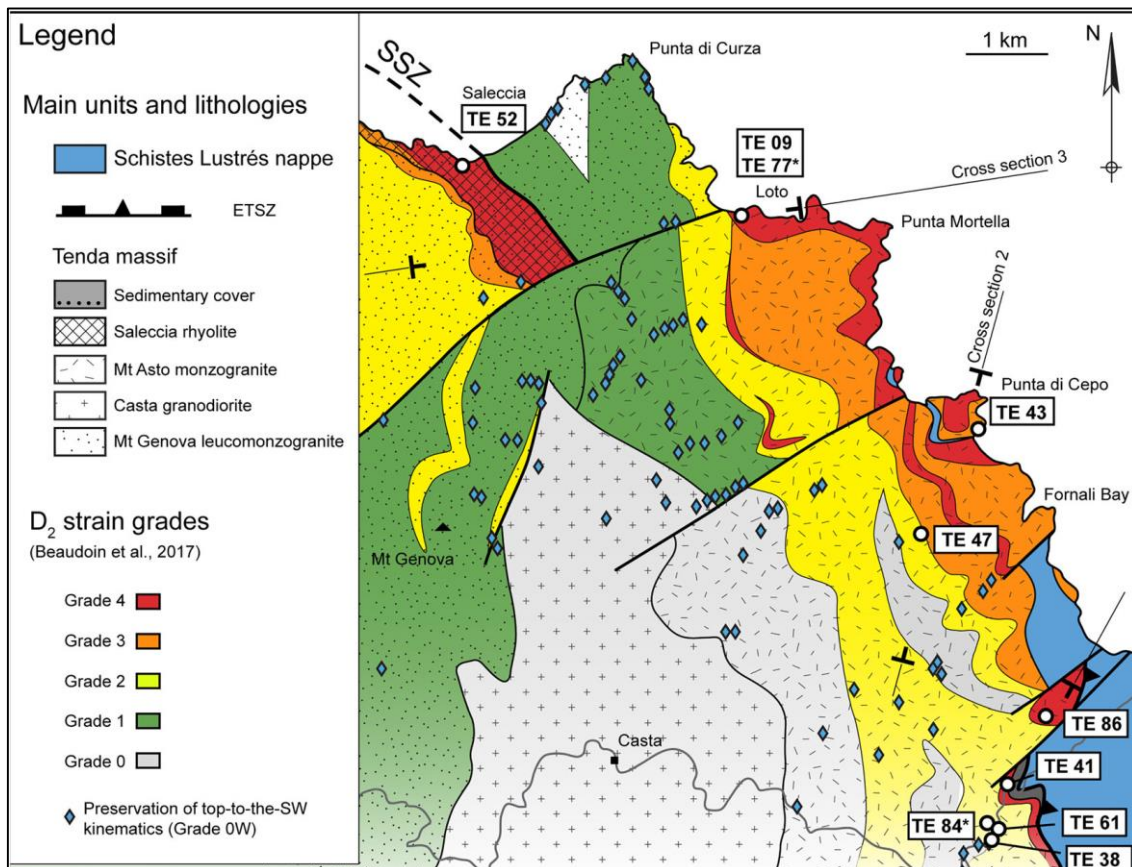 Legend
Main units and lithologies
Schistes Lustrés nappe
ETSZ
Tenda massif
Sedimentary cover
Saleccia rhyolite
Mt Asto monzogranite
Casta granodiorite
Mt Genova leucomonzogranite
D2 strain grades
(Beaudoin et al., 2017)
Grade 4
Grade 3
Grade 2
Grade 1
Grade 0
Preservation of top-to-the-SW
kinematics (Grade 0W)
SSZ
Saleccia
TE 52
Punta di Curza
1 km
N
TE 09
TE 77*
Loto
Cross section 3
Punta Mortella
Cross section 2
Punta di Cepo
TE 43
Fornali Bay
TE 47
Mt Genova
TE 86
Casta
TE 41
TE 84*
TE 61
TE 38